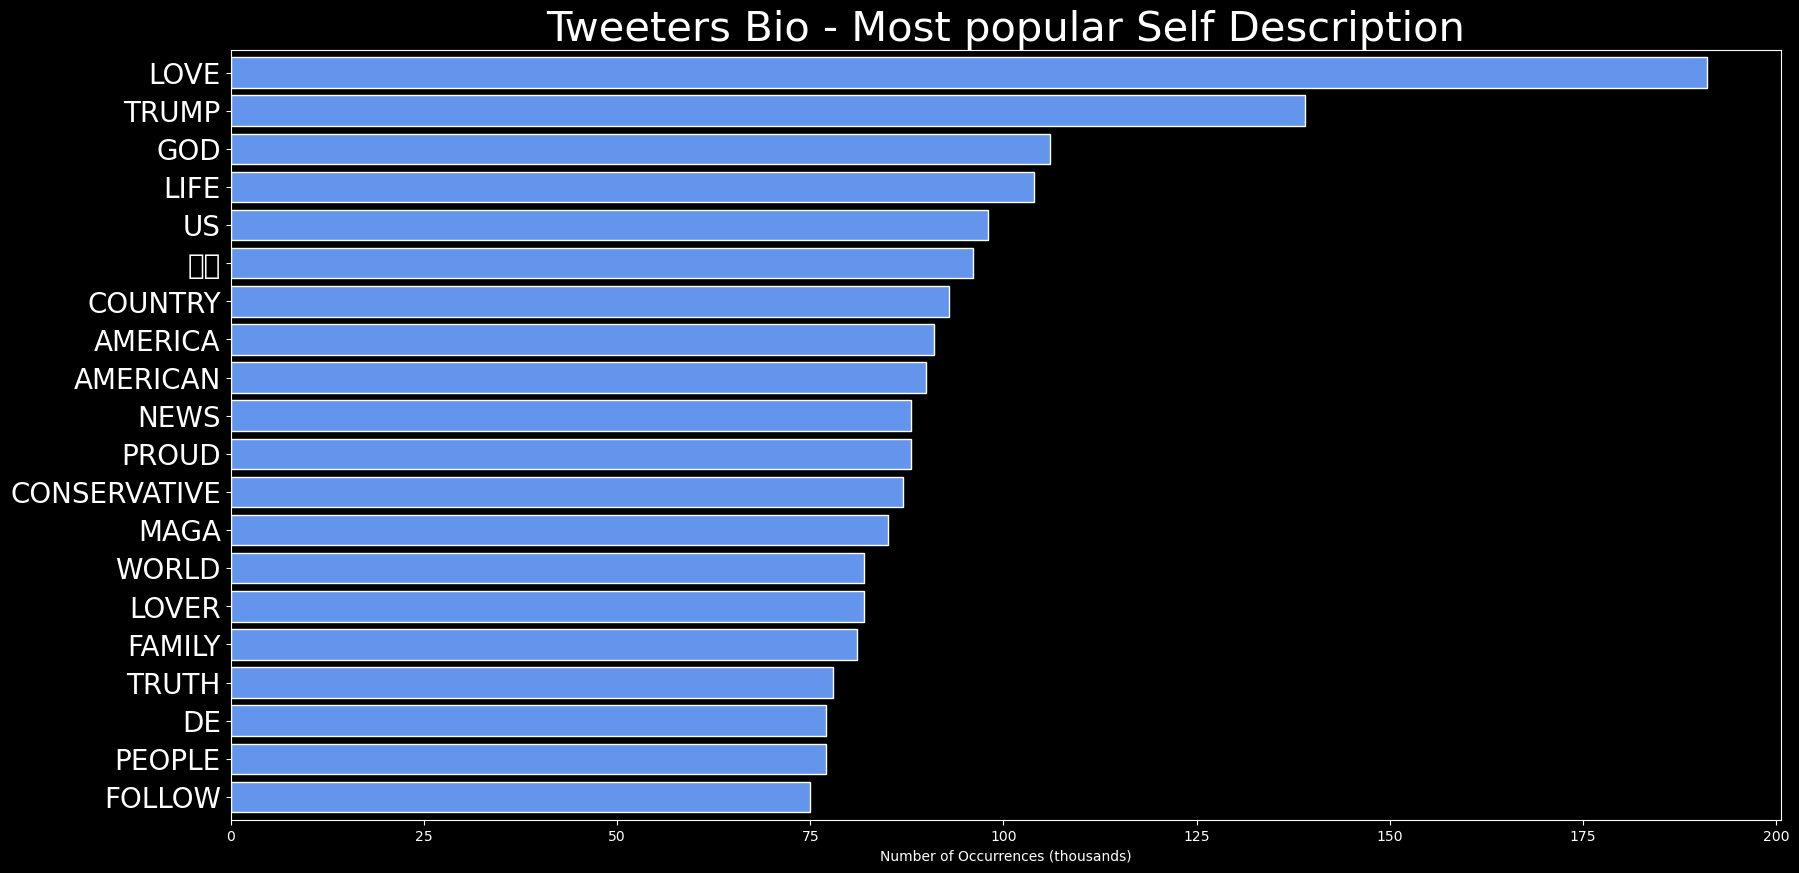 Tweeters Bio - Most popular Self Description
LOVE
TRUMP
GOD
LIFE
US
COUNTRY
AMERICA
AMERICAN
NEWS
PROUD
CONSERVATIVE
MAGA
WORLD
LOVER
FAMILY
TRUTH
DE
PEOPLE
FOLLOW
0 25 50 75 100 125 150 175 200
Number of Occurrences (thousands)